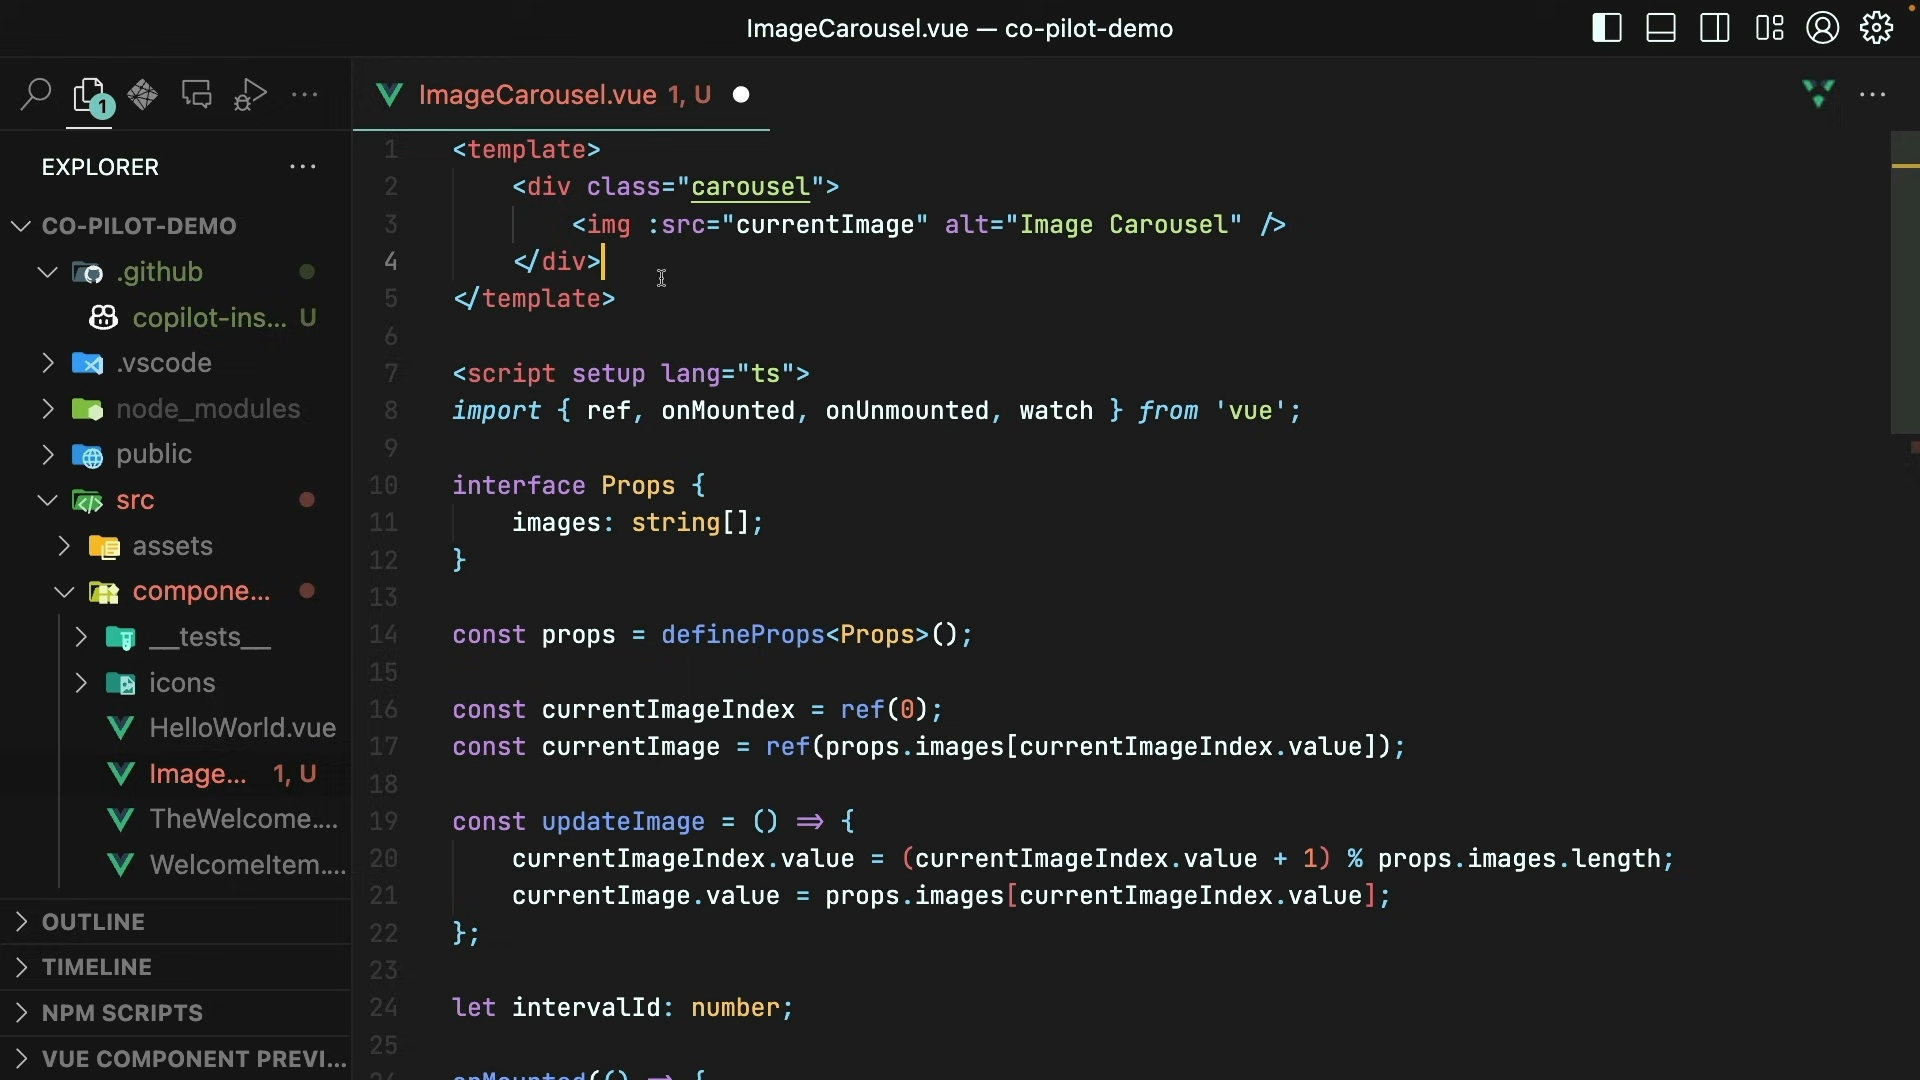 ImageCarousel.vue — co-pilot-demo
1
ImageCarousel.vue 1, U
EXPLORER
CO-PILOT-DEMO
.github
copilot-ins... U
.vscode
node_modules
public
src
assets
compone...
__tests__
icons
HelloWorld.vue
Image... 1, U
TheWelcome....
WelcomeItem....
OUTLINE
TIMELINE
NPM SCRIPTS
VUE COMPONENT PREVI...
1 <template>
2 <div class="carousel">
3 <img :src="currentImage" alt="Image Carousel" />
4 </div>
5 </template>
6
7 <script setup lang="ts">
8 import { ref, onMounted, onUnmounted, watch } from 'vue';
9
10 interface Props {
11 images: string[];
12 }
13
14 const props = defineProps<Props>();
15
16 const currentImageIndex = ref(0);
17 const currentImage = ref(props.images[currentImageIndex.value]);
18
19 const updateImage = () => {
20 currentImageIndex.value = (currentImageIndex.value + 1) % props.images.length;
21 currentImage.value = props.images[currentImageIndex.value];
22 };
23
24 let intervalId: number;
25
26 onMounted(() => {